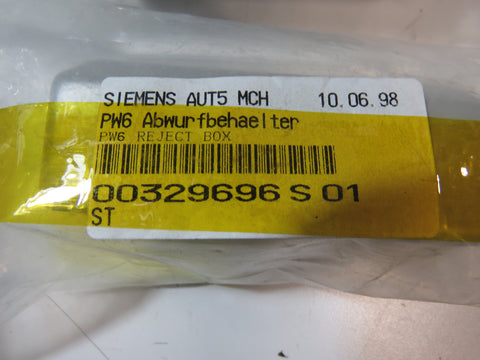 SIEMENS AUT5 MCH 10.06.98
PW6 Abwurfbehaelter
PW6 REJECT BOX
00329696 S 01
ST